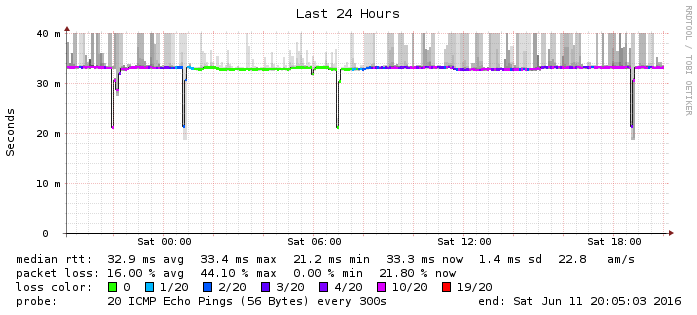 Last 24 Hours
RRDTOOL / TOBI OETIKER
Seconds
40 m
30 m
20 m
10 m
0
Sat 00:00 Sat 06:00 Sat 12:00 Sat 18:00
median rtt: 32.9 ms avg 33.4 ms max 21.2 ms min 33.3 ms now 1.4 ms sd 22.8 am/s
packet loss: 16.00 % avg 44.10 % max 0.00 % min 21.80 % now
loss color: 0 1/20 2/20 3/20 4/20 10/20 19/20
probe: 20 ICMP Echo Pings (56 Bytes) every 300s end: Sat Jun 11 20:05:03 2016